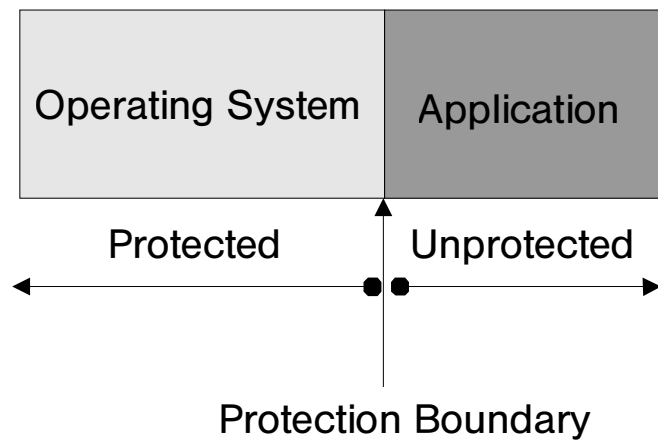 Operating System
Application
Protected
Unprotected
Protection Boundary